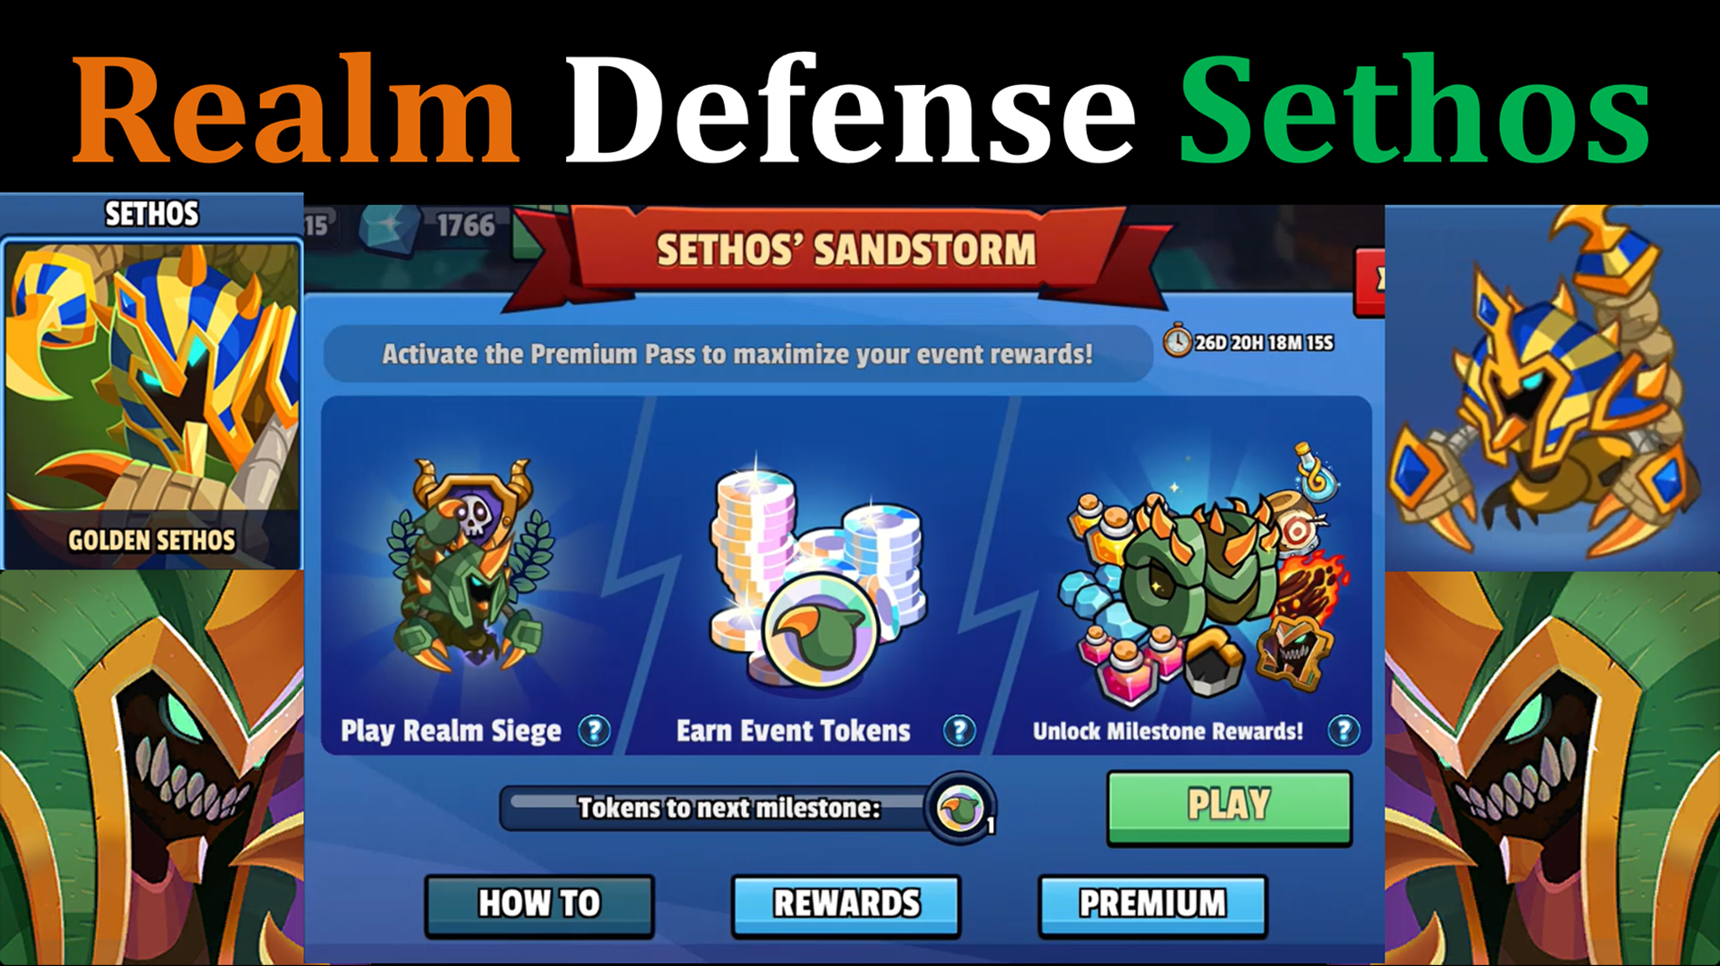 Realm Defense Sethos
SETHOS
15
1766
SETHOS' SANDSTORM
Activate the Premium Pass to maximize your event rewards!
26D 20H 18M 15S
GOLDEN SETHOS
Play Realm Siege ?
Earn Event Tokens ?
Unlock Milestone Rewards! ?
Tokens to next milestone:
1
PLAY
HOW TO
REWARDS
PREMIUM